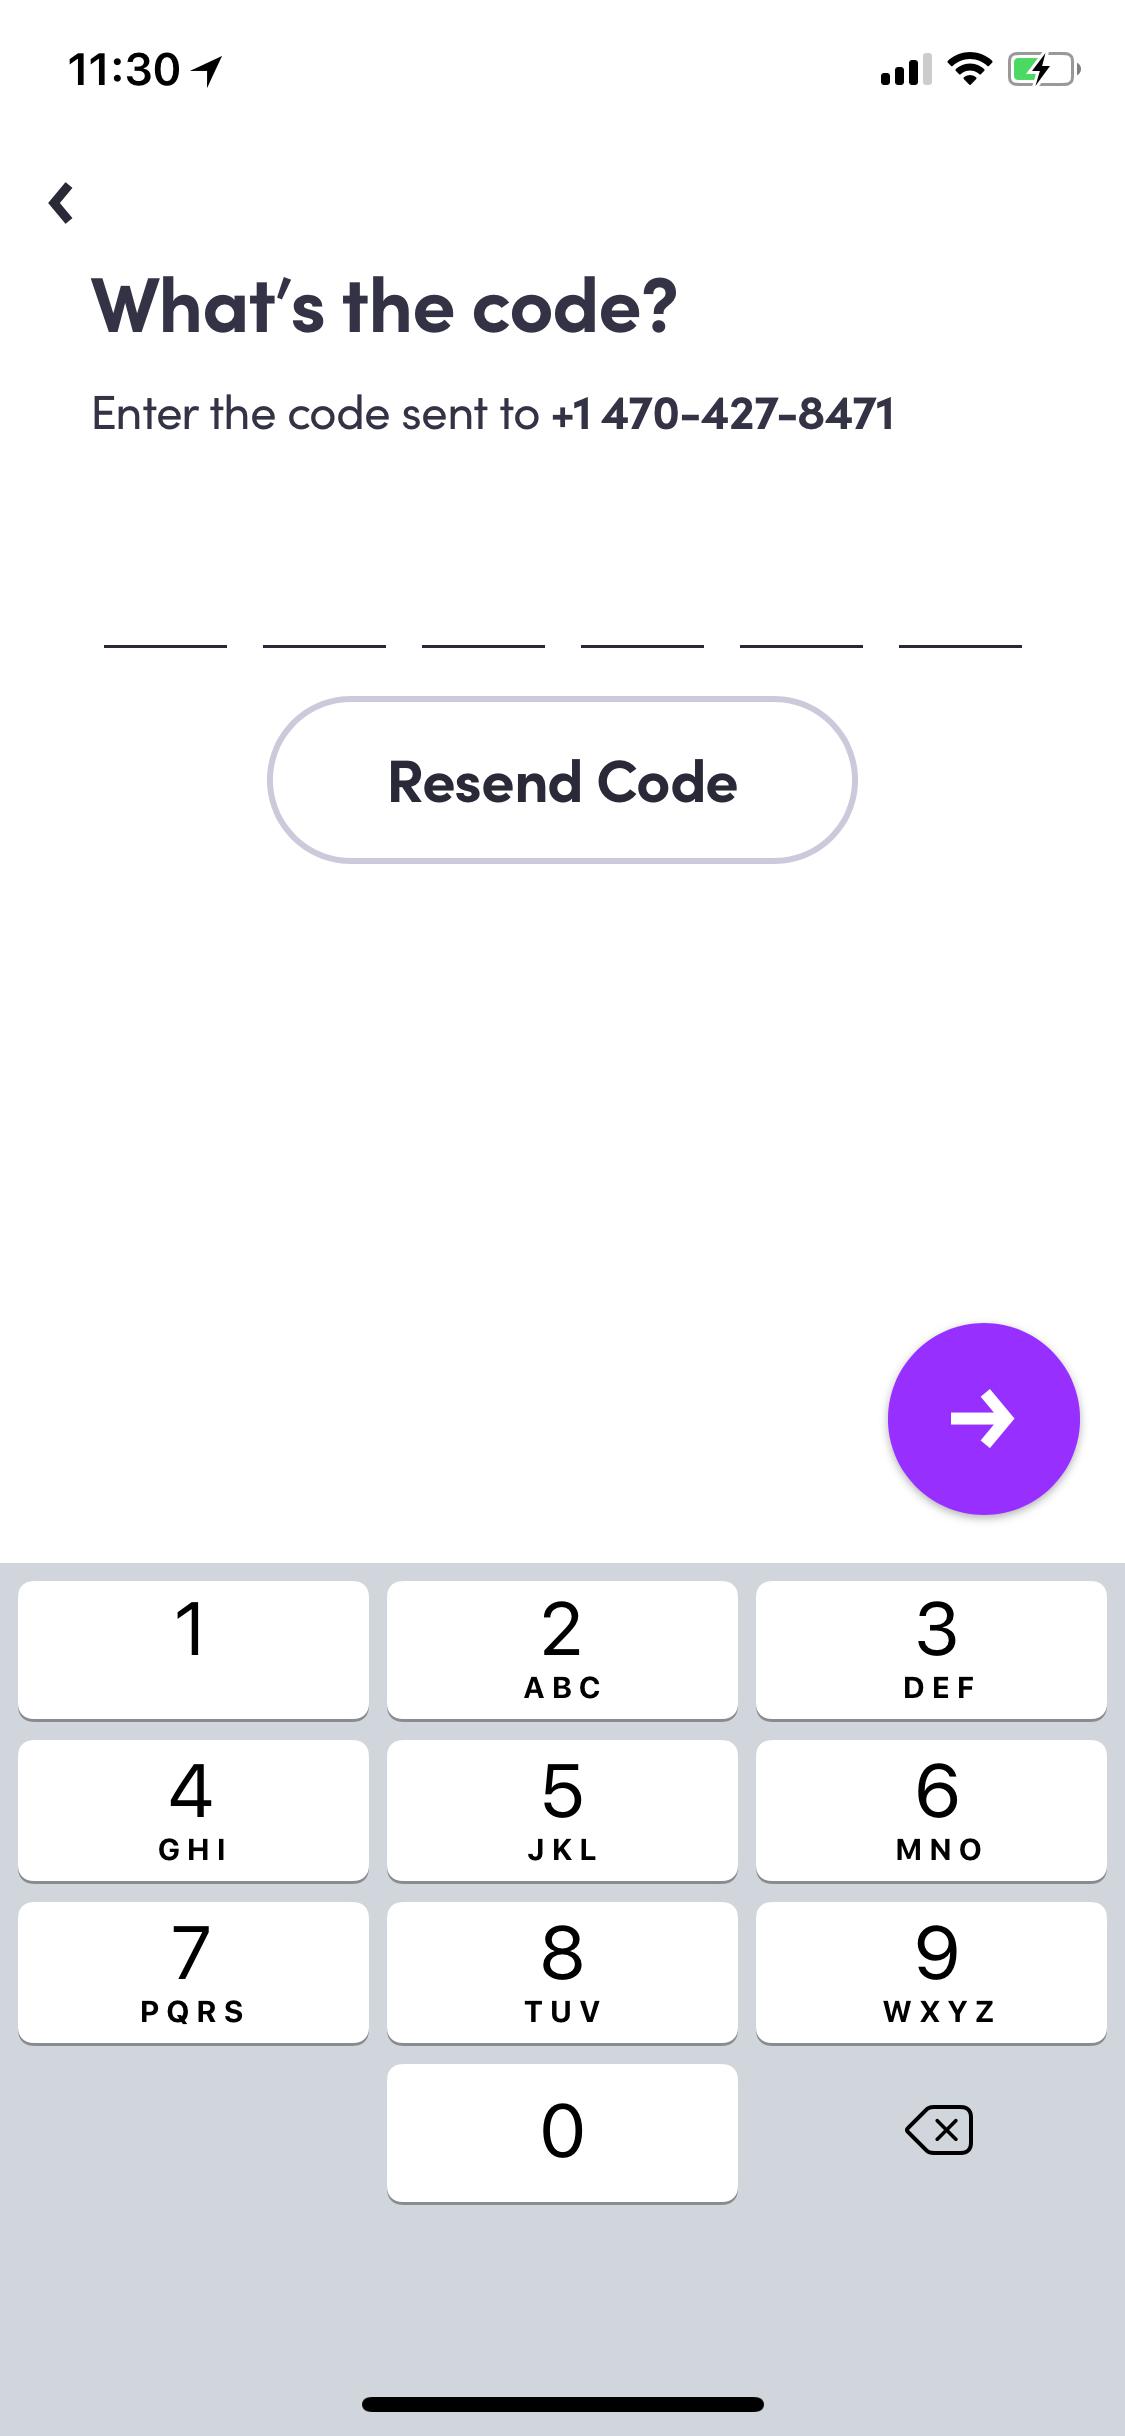 11:30
What's the code?
Enter the code sent to +1 470-427-8471
Resend Code
1 2 3
ABC DEF
4 5 6
GHI JKL MNO
7 8 9
PQRS TUV WXYZ
0